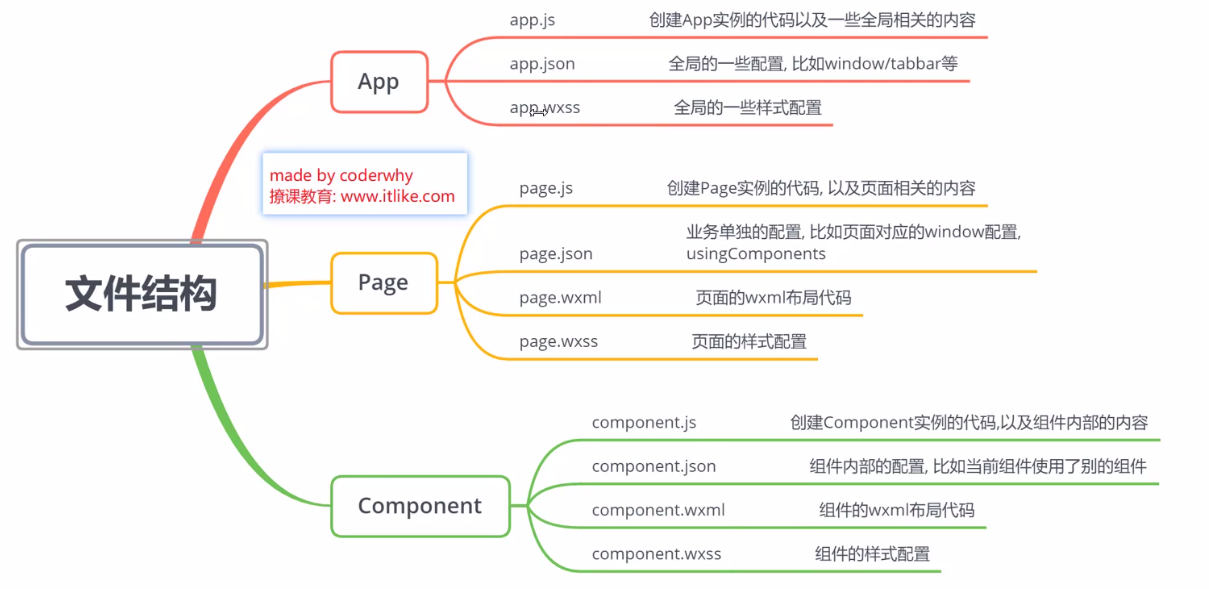 文件结构
App
app.js 创建App实例的代码以及一些全局相关的内容
app.json 全局的一些配置, 比如window/tabbar等
app.wxss 全局的一些样式配置
made by coderwhy
撩课教育: www.itlike.com
Page
page.js 创建Page实例的代码, 以及页面相关的内容
page.json 业务单独的配置, 比如页面对应的window配置,
usingComponents
page.wxml 页面的wxml布局代码
page.wxss 页面的样式配置
Component
component.js 创建Component实例的代码,以及组件内部的内容
component.json 组件内部的配置, 比如当前组件使用了别的组件
component.wxml 组件的wxml布局代码
component.wxss 组件的样式配置